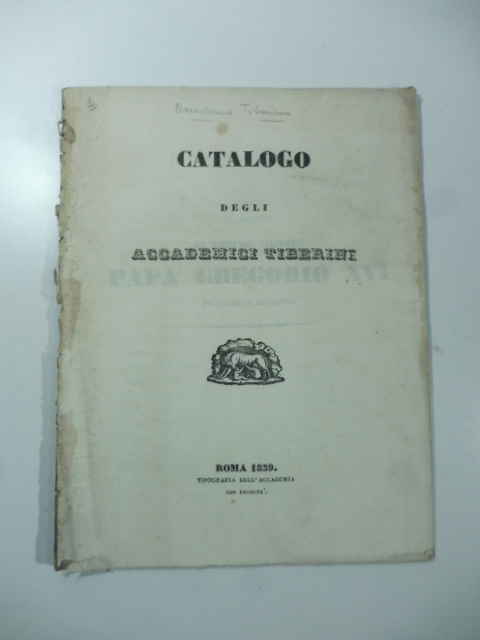 Accademia Tiberina
CATALOGO
DEGLI
ACCADEMICI TIBERINI
PAPA GREGORIO XVI
ROMA 1839.
TIPOGRAFIA DELL'ACCADEMIA
CON FACOLTA'.